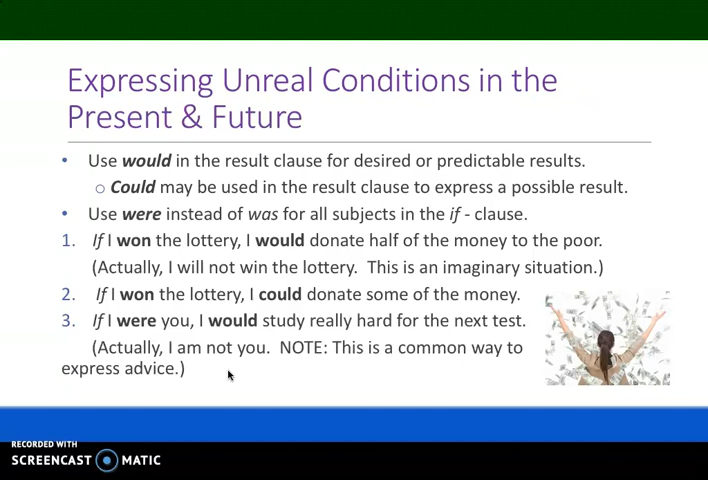 Expressing Unreal Conditions in the
Present & Future
• Use would in the result clause for desired or predictable results.
○ Could may be used in the result clause to express a possible result.
• Use were instead of was for all subjects in the if - clause.
1. If I won the lottery, I would donate half of the money to the poor.
(Actually, I will not win the lottery. This is an imaginary situation.)
2. If I won the lottery, I could donate some of the money.
3. If I were you, I would study really hard for the next test.
(Actually, I am not you. NOTE: This is a common way to
express advice.)
RECORDED WITH
SCREENCAST MATIC